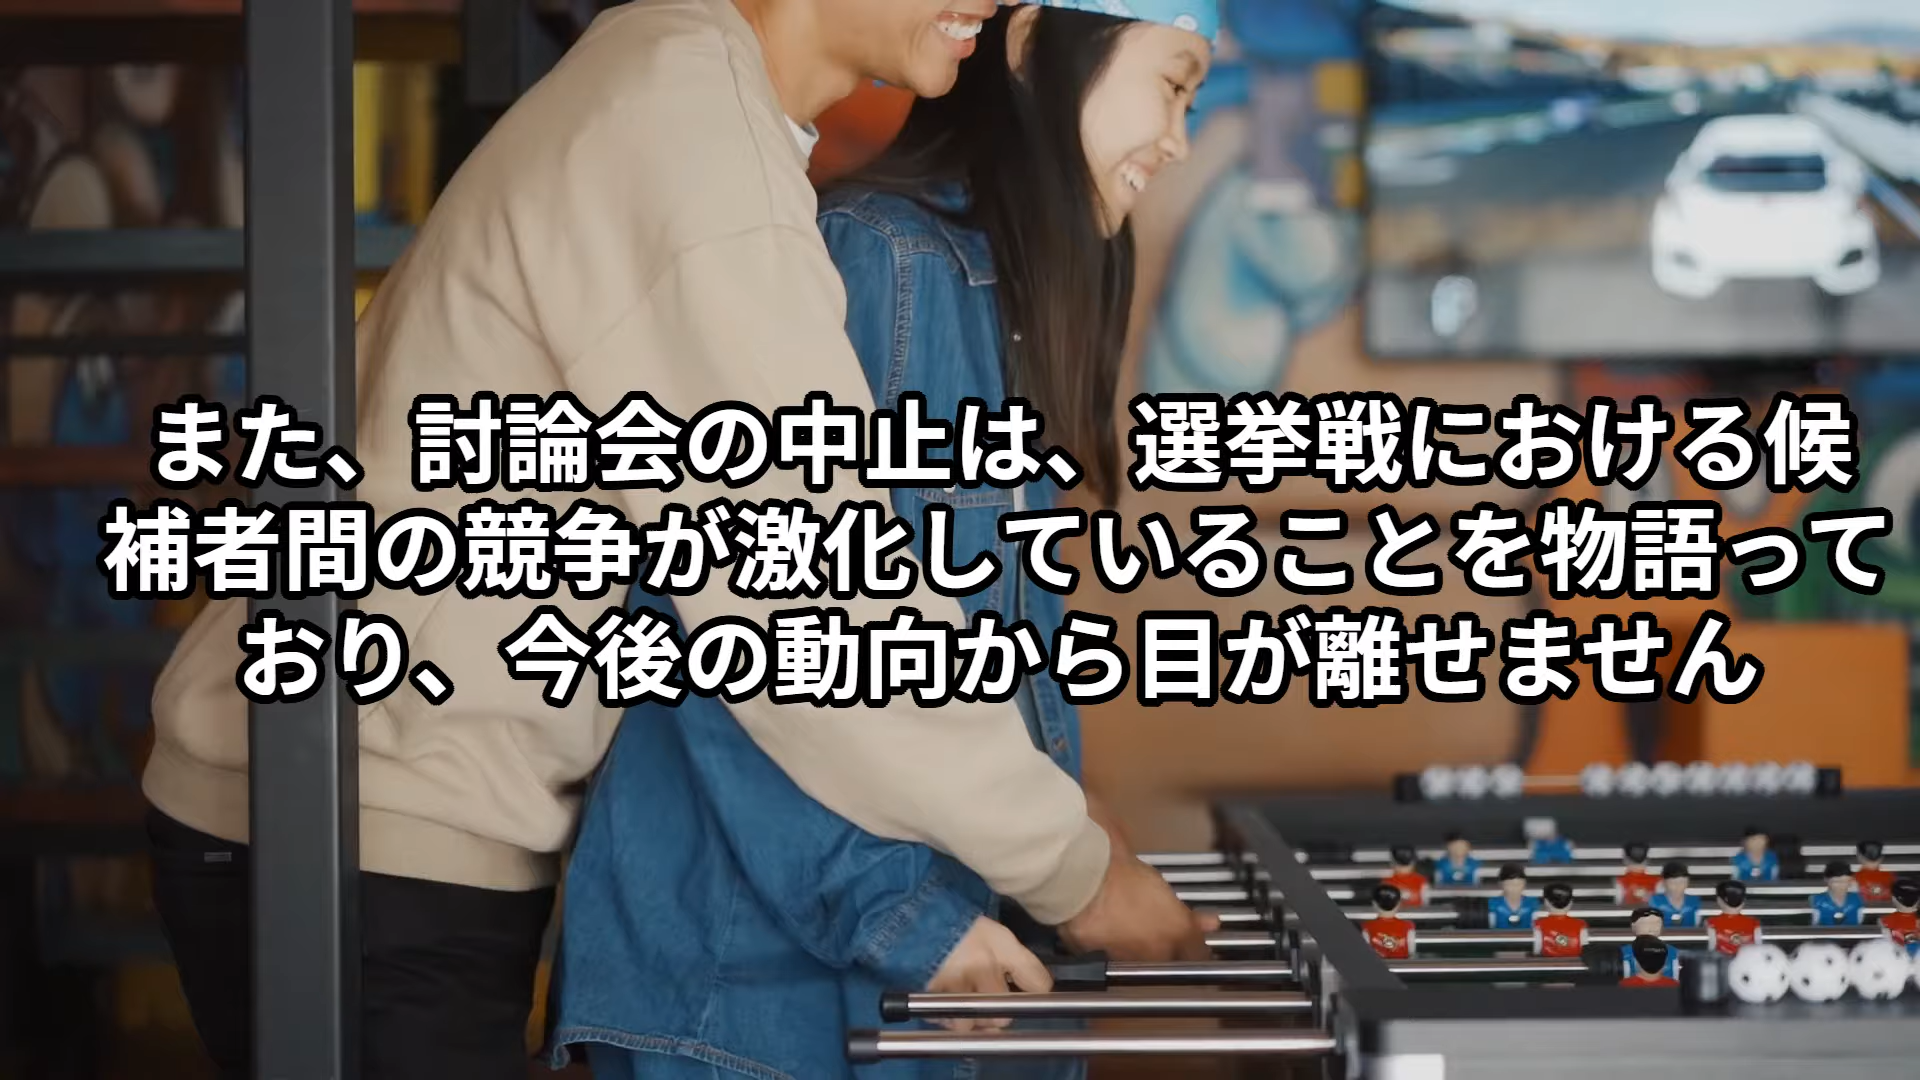 また、討論会の中止は、選挙戦における候
補者間の競争が激化していることを物語って
おり、今後の動向から目が離せません